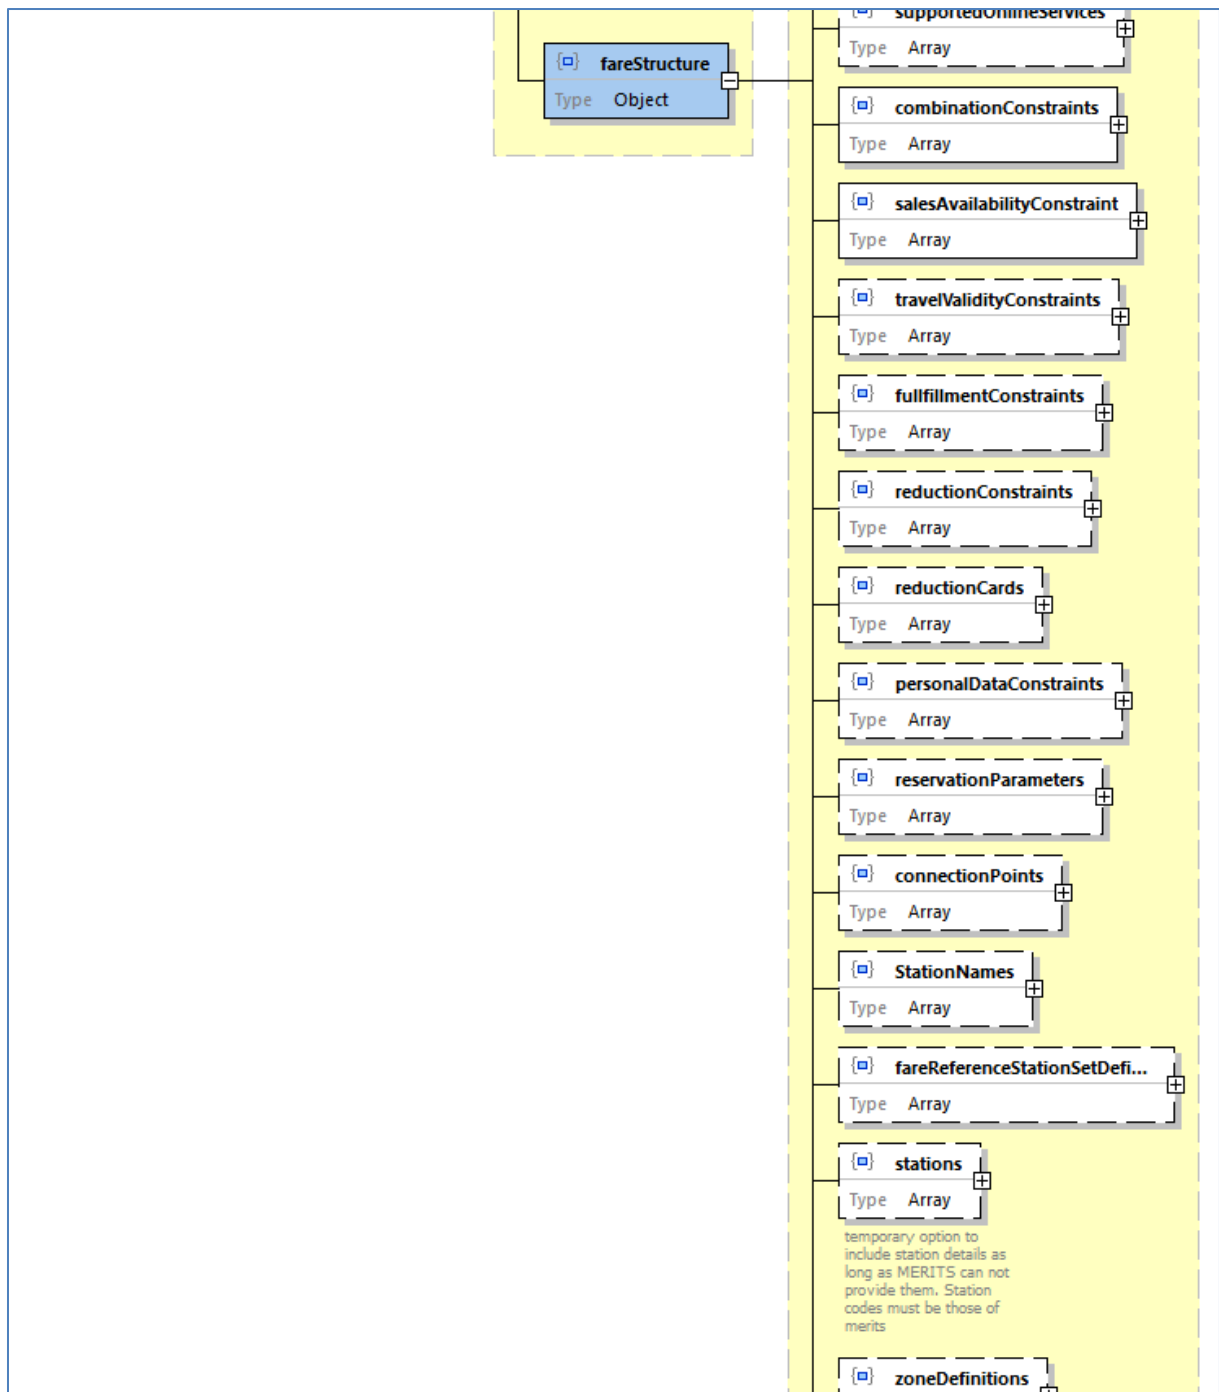 supportedOnlineServices
Type Array
fareStructure
Type Object
combinationConstraints
Type Array
salesAvailabilityConstraint
Type Array
travelValidityConstraints
Type Array
fullfillmentConstraints
Type Array
reductionConstraints
Type Array
reductionCards
Type Array
personalDataConstraints
Type Array
reservationParameters
Type Array
connectionPoints
Type Array
StationNames
Type Array
fareReferenceStationSetDefi...
Type Array
stations
Type Array
temporary option to
include station details as
long as MERITS can not
provide them. Station
codes must be those of
merits
zoneDefinitions